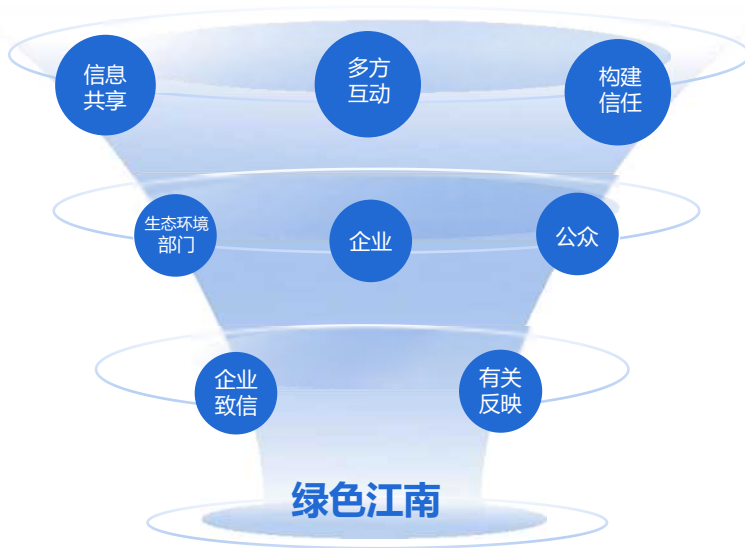 信息
共享
多方
互动
构建
信任
生态环境
部门
企业
公众
企业
致信
有关
反映
绿色江南